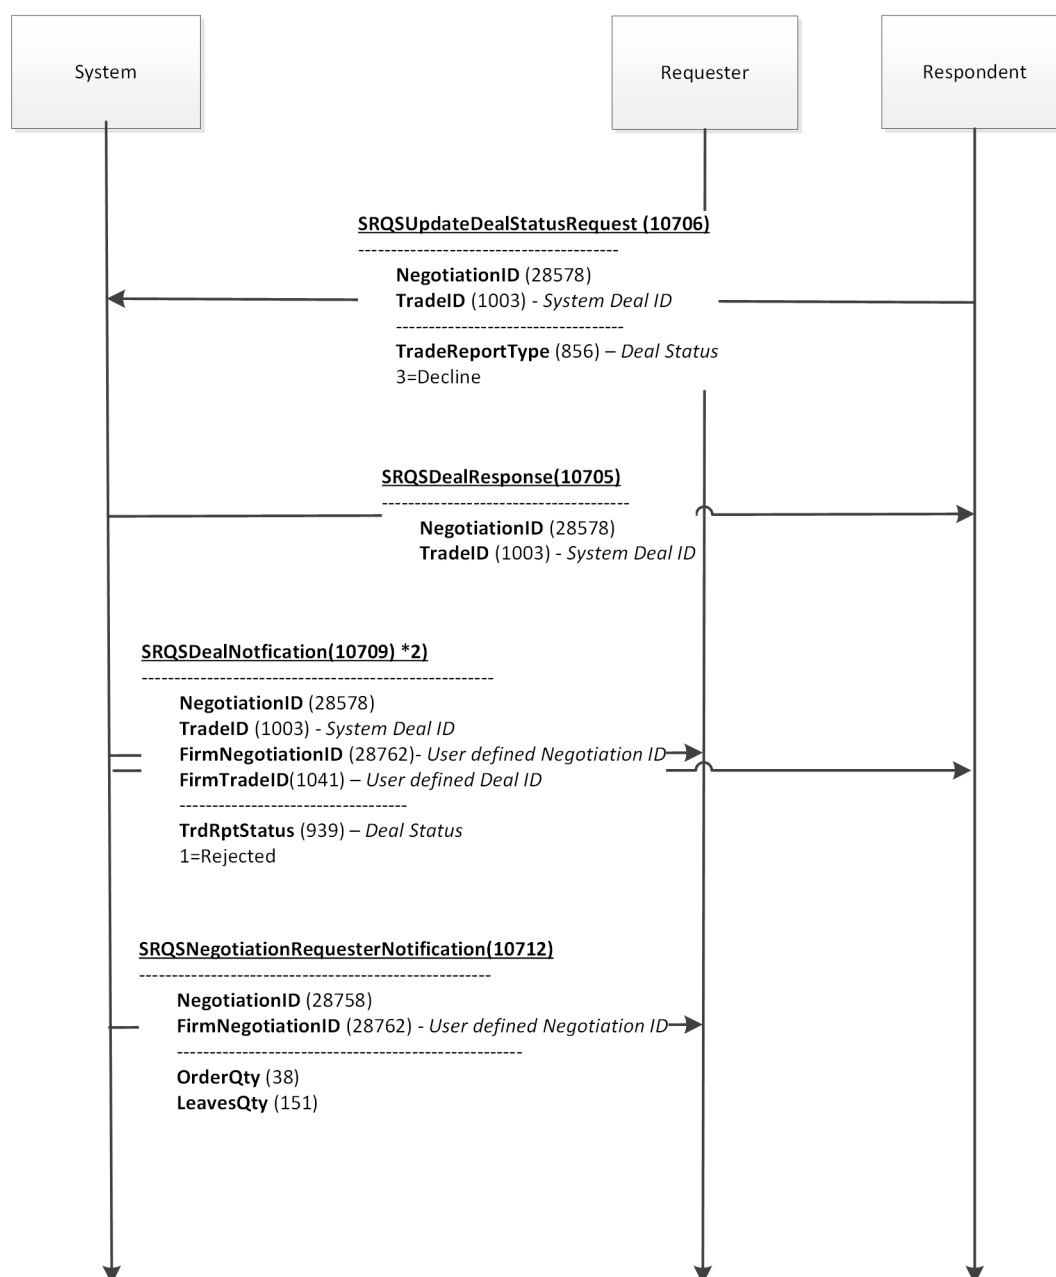 System
Requester
Respondent
SRQSUpdateDealStatusRequest (10706)
----------------------------------------
NegotiationID (28578)
TradeID (1003) - System Deal ID
-----------------------------------
TradeReportType (856) – Deal Status
3=Decline
SRQSDealResponse(10705)
--------------------------------------
NegotiationID (28578)
TradeID (1003) - System Deal ID
SRQSDealNotfication(10709) *2)
------------------------------------------------------
NegotiationID (28578)
TradeID (1003) - System Deal ID
FirmNegotiationID (28762)- User defined Negotiation ID
FirmTradeID(1041) – User defined Deal ID
-----------------------------------
TrdRptStatus (939) – Deal Status
1=Rejected
SRQSNegotiationRequesterNotification(10712)
------------------------------------------------------
NegotiationID (28758)
FirmNegotiationID (28762) - User defined Negotiation ID
-----------------------------------------------------
OrderQty (38)
LeavesQty (151)